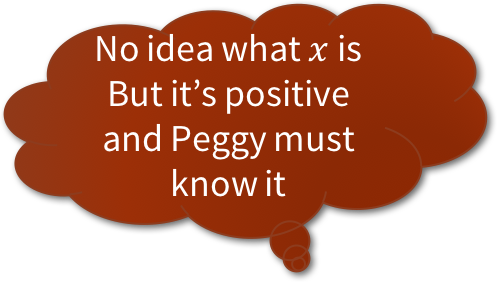 No idea what x is
But it’s positive
and Peggy must
know it